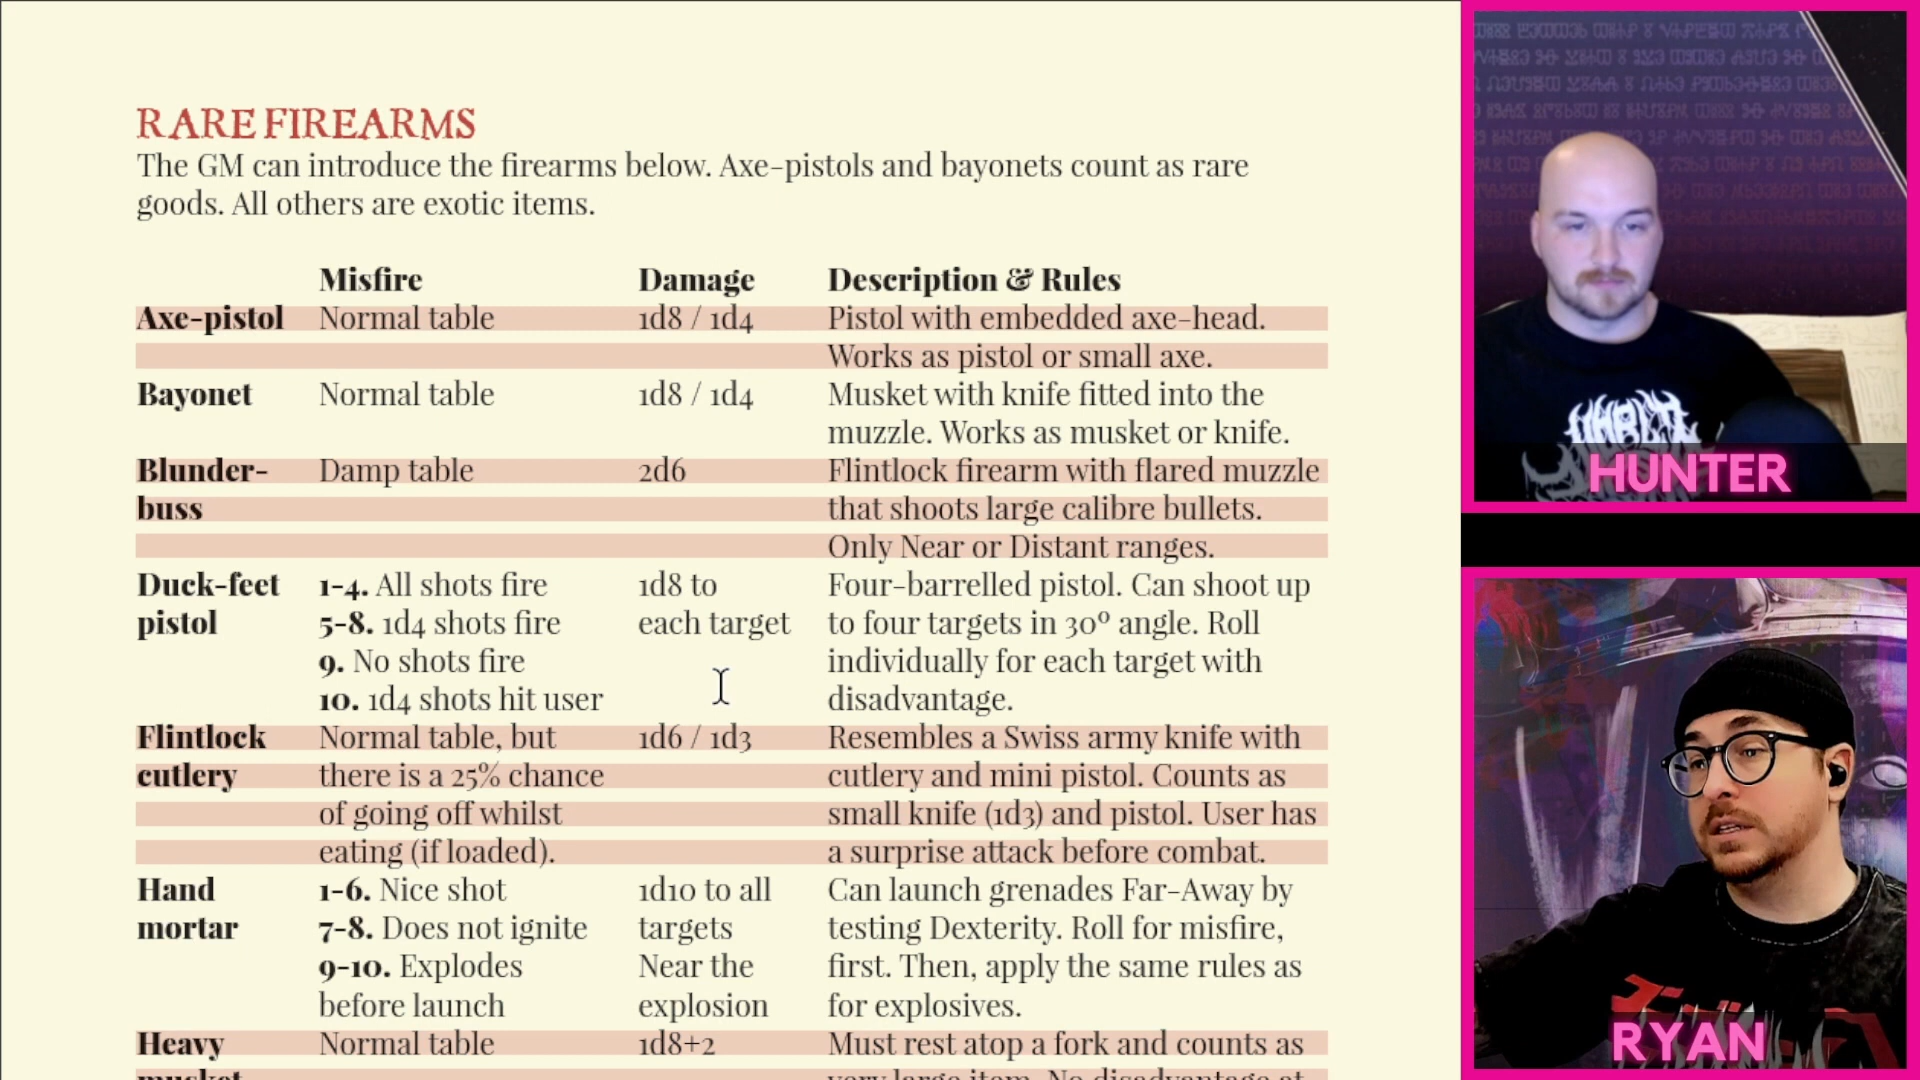 RARE FIREARMS
The GM can introduce the firearms below. Axe-pistols and bayonets count as rare
goods. All others are exotic items.
Misfire Damage Description & Rules
Axe-pistol Normal table 1d8 / 1d4 Pistol with embedded axe-head.
Works as pistol or small axe.
Bayonet Normal table 1d8 / 1d4 Musket with knife fitted into the
muzzle. Works as musket or knife.
Blunder- Damp table 2d6 Flintlock firearm with flared muzzle
buss that shoots large calibre bullets.
Only Near or Distant ranges.
Duck-feet 1-4. All shots fire 1d8 to Four-barrelled pistol. Can shoot up
pistol 5-8. 1d4 shots fire each target to four targets in 30º angle. Roll
9. No shots fire individually for each target with
10. 1d4 shots hit user disadvantage.
Flintlock Normal table, but 1d6 / 1d3 Resembles a Swiss army knife with
cutlery there is a 25% chance cutlery and mini pistol. Counts as
of going off whilst small knife (1d3) and pistol. User has
eating (if loaded). a surprise attack before combat.
Hand 1-6. Nice shot 1d10 to all Can launch grenades Far-Away by
mortar 7-8. Does not ignite targets testing Dexterity. Roll for misfire,
9-10. Explodes Near the first. Then, apply the same rules as
before launch explosion for explosives.
Heavy Normal table 1d8+2 Must rest atop a fork and counts as
musket very large item. No disadvantage at
HUNTER
RYAN